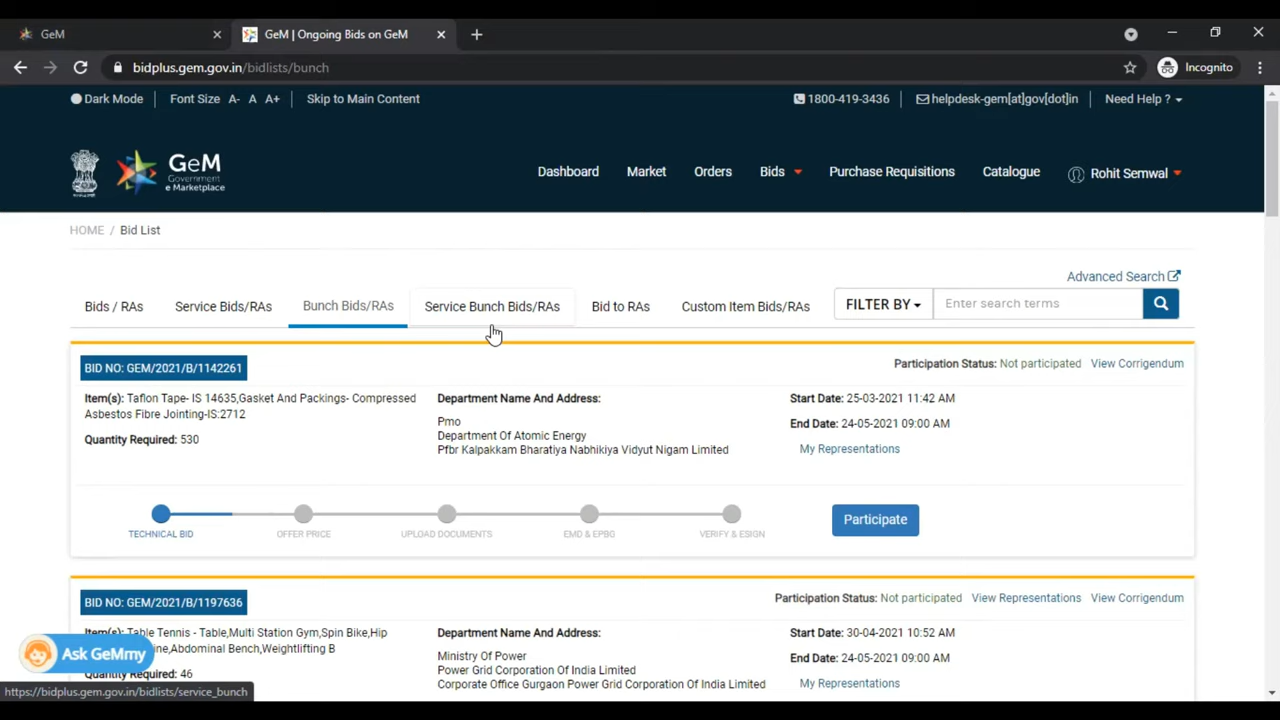 GeM
GeM | Ongoing Bids on GeM
bidplus.gem.gov.in/bidlists/bunch
Incognito
Dark Mode
Font Size A- A A+
Skip to Main Content
1800-419-3436
helpdesk-gem[at]gov[dot]in
Need Help ?
GeM
Government
e Marketplace
Dashboard
Market
Orders
Bids
Purchase Requisitions
Catalogue
Rohit Semwal
HOME / Bid List
Advanced Search
Bids / RAs
Service Bids/RAs
Bunch Bids/RAs
Service Bunch Bids/RAs
Bid to RAs
Custom Item Bids/RAs
FILTER BY
Enter search terms
BID NO: GEM/2021/B/1142261
Participation Status: Not participated
View Corrigendum
Item(s): Taflon Tape- IS 14635,Gasket And Packings- Compressed
Asbestos Fibre Jointing-IS:2712
Quantity Required: 530
Department Name And Address:
Pmo
Department Of Atomic Energy
Pfbr Kalpakkam Bharatiya Nabhikiya Vidyut Nigam Limited
Start Date: 25-03-2021 11:42 AM
End Date: 24-05-2021 09:00 AM
My Representations
TECHNICAL BID
OFFER PRICE
UPLOAD DOCUMENTS
EMD & EPBG
VERIFY & ESIGN
Participate
BID NO: GEM/2021/B/1197636
Participation Status: Not participated
View Representations
View Corrigendum
Item(s): Table Tennis - Table,Multi Station Gym,Spin Bike,Hip
ine,Abdominal Bench,Weightlifting B
Quantity Required: 46
Department Name And Address:
Ministry Of Power
Power Grid Corporation Of India Limited
Corporate Office Gurgaon Power Grid Corporation Of India Limited
Start Date: 30-04-2021 10:52 AM
End Date: 24-05-2021 09:00 AM
My Representations
Ask GeMmy
https://bidplus.gem.gov.in/bidlists/service_bunch